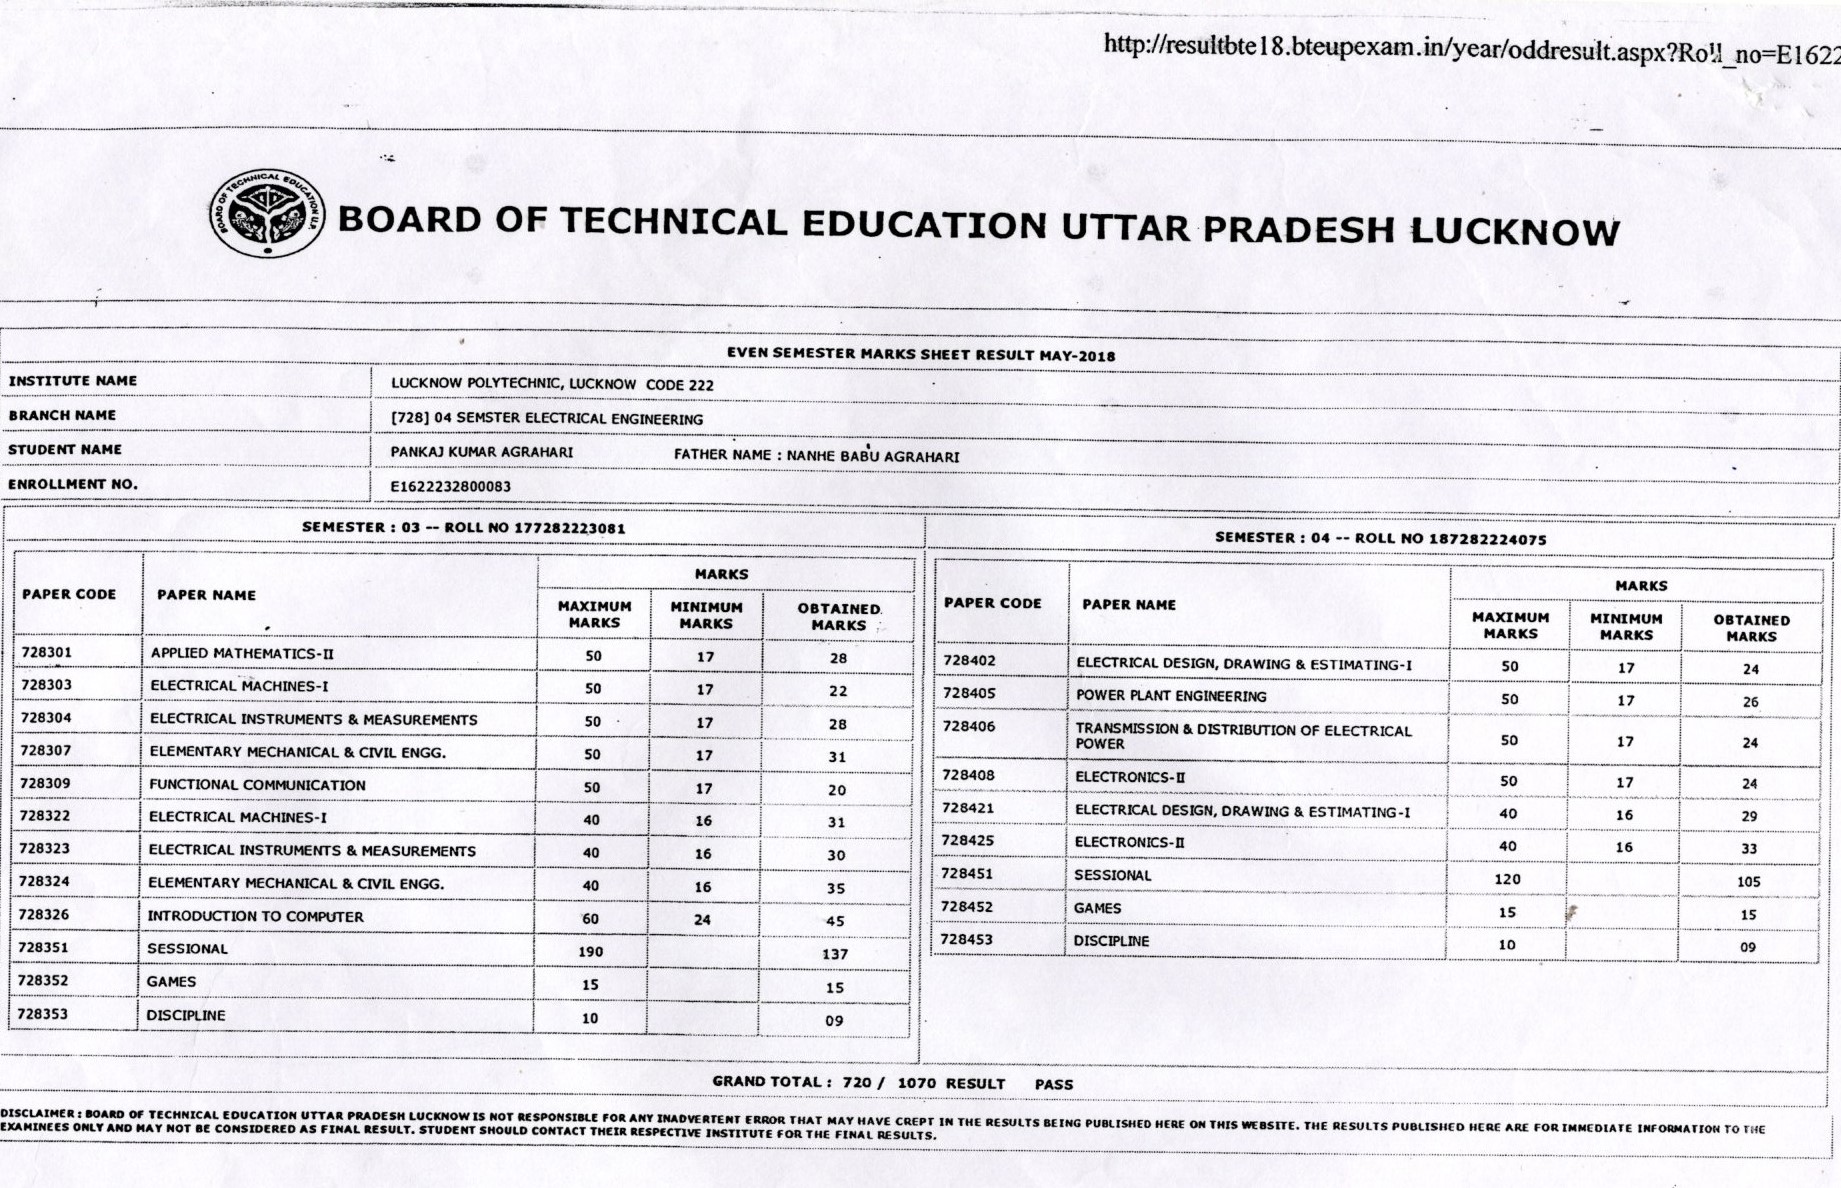 http://resultbte18.bteupexam.in/year/oddresult.aspx?Roll_no=E1622
BOARD OF TECHNICAL EDUCATION U.P.
BOARD OF TECHNICAL EDUCATION UTTAR PRADESH LUCKNOW
EVEN SEMESTER MARKS SHEET RESULT MAY-2018
INSTITUTE NAME LUCKNOW POLYTECHNIC, LUCKNOW CODE 222
BRANCH NAME [728] 04 SEMSTER ELECTRICAL ENGINEERING
STUDENT NAME PANKAJ KUMAR AGRAHARI FATHER NAME : NANHE BABU AGRAHARI
ENROLLMENT NO. E1622232800083
SEMESTER : 03 -- ROLL NO 177282223081
PAPER CODE PAPER NAME MARKS
MAXIMUM MARKS MINIMUM MARKS OBTAINED MARKS
728301 APPLIED MATHEMATICS-II 50 17 28
728303 ELECTRICAL MACHINES-I 50 17 22
728304 ELECTRICAL INSTRUMENTS & MEASUREMENTS 50 17 28
728307 ELEMENTARY MECHANICAL & CIVIL ENGG. 50 17 31
728309 FUNCTIONAL COMMUNICATION 50 17 20
728322 ELECTRICAL MACHINES-I 40 16 31
728323 ELECTRICAL INSTRUMENTS & MEASUREMENTS 40 16 30
728324 ELEMENTARY MECHANICAL & CIVIL ENGG. 40 16 35
728326 INTRODUCTION TO COMPUTER 60 24 45
728351 SESSIONAL 190 137
728352 GAMES 15 15
728353 DISCIPLINE 10 09
SEMESTER : 04 -- ROLL NO 187282224075
PAPER CODE PAPER NAME MARKS
MAXIMUM MARKS MINIMUM MARKS OBTAINED MARKS
728402 ELECTRICAL DESIGN, DRAWING & ESTIMATING-I 50 17 24
728405 POWER PLANT ENGINEERING 50 17 26
728406 TRANSMISSION & DISTRIBUTION OF ELECTRICAL
POWER 50 17 24
728408 ELECTRONICS-II 50 17 24
728421 ELECTRICAL DESIGN, DRAWING & ESTIMATING-I 40 16 29
728425 ELECTRONICS-II 40 16 33
728451 SESSIONAL 120 105
728452 GAMES 15 15
728453 DISCIPLINE 10 09
GRAND TOTAL : 720 / 1070 RESULT PASS
DISCLAIMER : BOARD OF TECHNICAL EDUCATION UTTAR PRADESH LUCKNOW IS NOT RESPONSIBLE FOR ANY INADVERTENT ERROR THAT MAY HAVE CREPT IN THE RESULTS BEING PUBLISHED HERE ON THIS WEBSITE. THE RESULTS PUBLISHED HERE ARE FOR IMMEDIATE INFORMATION TO THE
EXAMINEES ONLY AND MAY NOT BE CONSIDERED AS FINAL RESULT. STUDENT SHOULD CONTACT THEIR RESPECTIVE INSTITUTE FOR THE FINAL RESULTS.